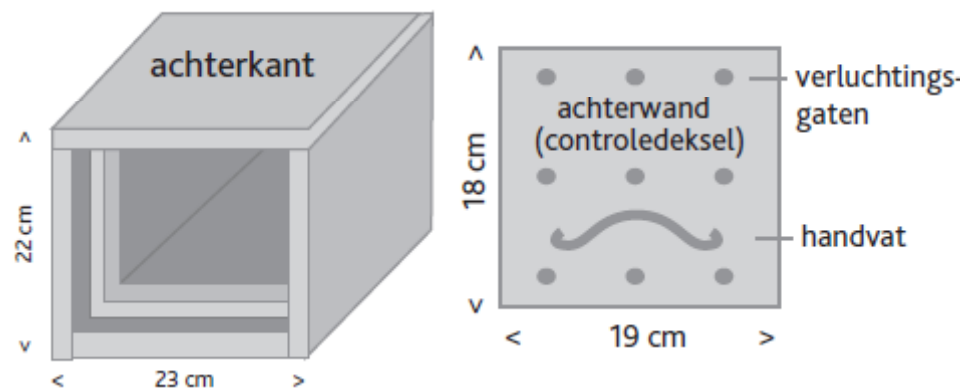 achterkant
22 cm
23 cm
achterwand
(controledeksel)
18 cm
19 cm
verluchtings-
gaten
handvat